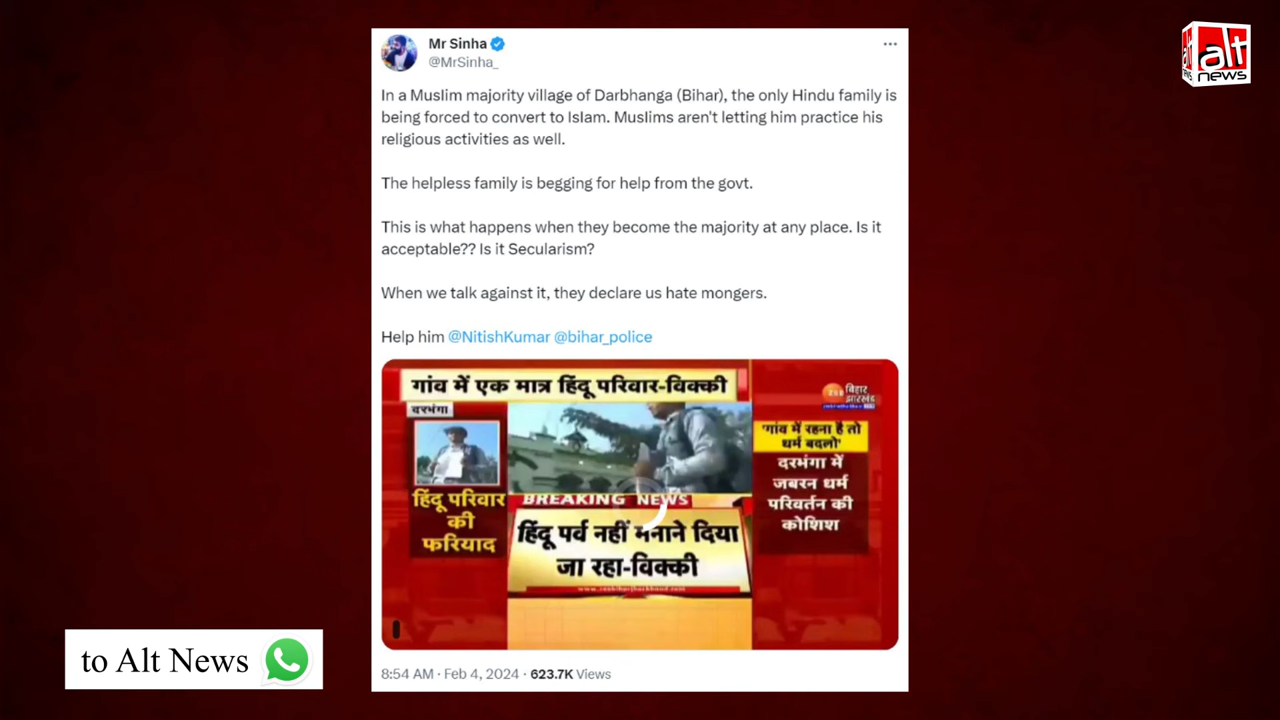 alt
news
Mr Sinha
@MrSinha_
In a Muslim majority village of Darbhanga (Bihar), the only Hindu family is
being forced to convert to Islam. Muslims aren't letting him practice his
religious activities as well.
The helpless family is begging for help from the govt.
This is what happens when they become the majority at any place. Is it
acceptable?? Is it Secularism?
When we talk against it, they declare us hate mongers.
Help him @NitishKumar @bihar_police
गांव में एक मात्र हिंदू परिवार-विक्की
दरभंगा
हिंदू परिवार
की
फरियाद
BREAKING NEWS
हिंदू पर्व नहीं मनाने दिया
जा रहा-विक्की
बिहार
झारखंड
'गांव में रहना है तो
धर्म बदलो'
दरभंगा में
जबरन धर्म
परिवर्तन की
कोशिश
8:54 AM · Feb 4, 2024 · 623.7K Views
to Alt News